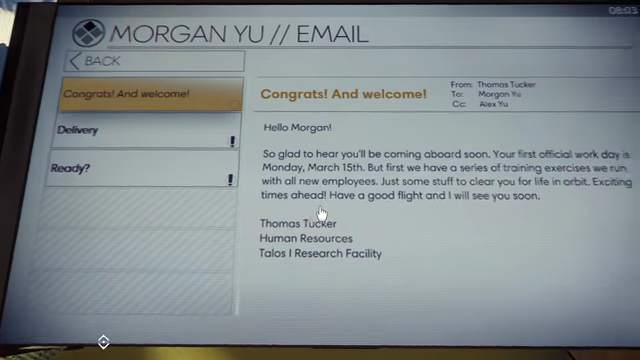 08:03
MORGAN YU // EMAIL
BACK
Congrats! And welcome!
Delivery
!
Ready?
!
Congrats! And welcome!
From: Thomas Tucker
To: Morgan Yu
Cc: Alex Yu
Hello Morgan!
So glad to hear you'll be coming aboard soon. Your first official work day is
Monday, March 15th. But first we have a series of training exercises we run
with all new employees. Just some stuff to clear you for life in orbit. Exciting
times ahead! Have a good flight and I will see you soon.
Thomas Tucker
Human Resources
Talos I Research Facility